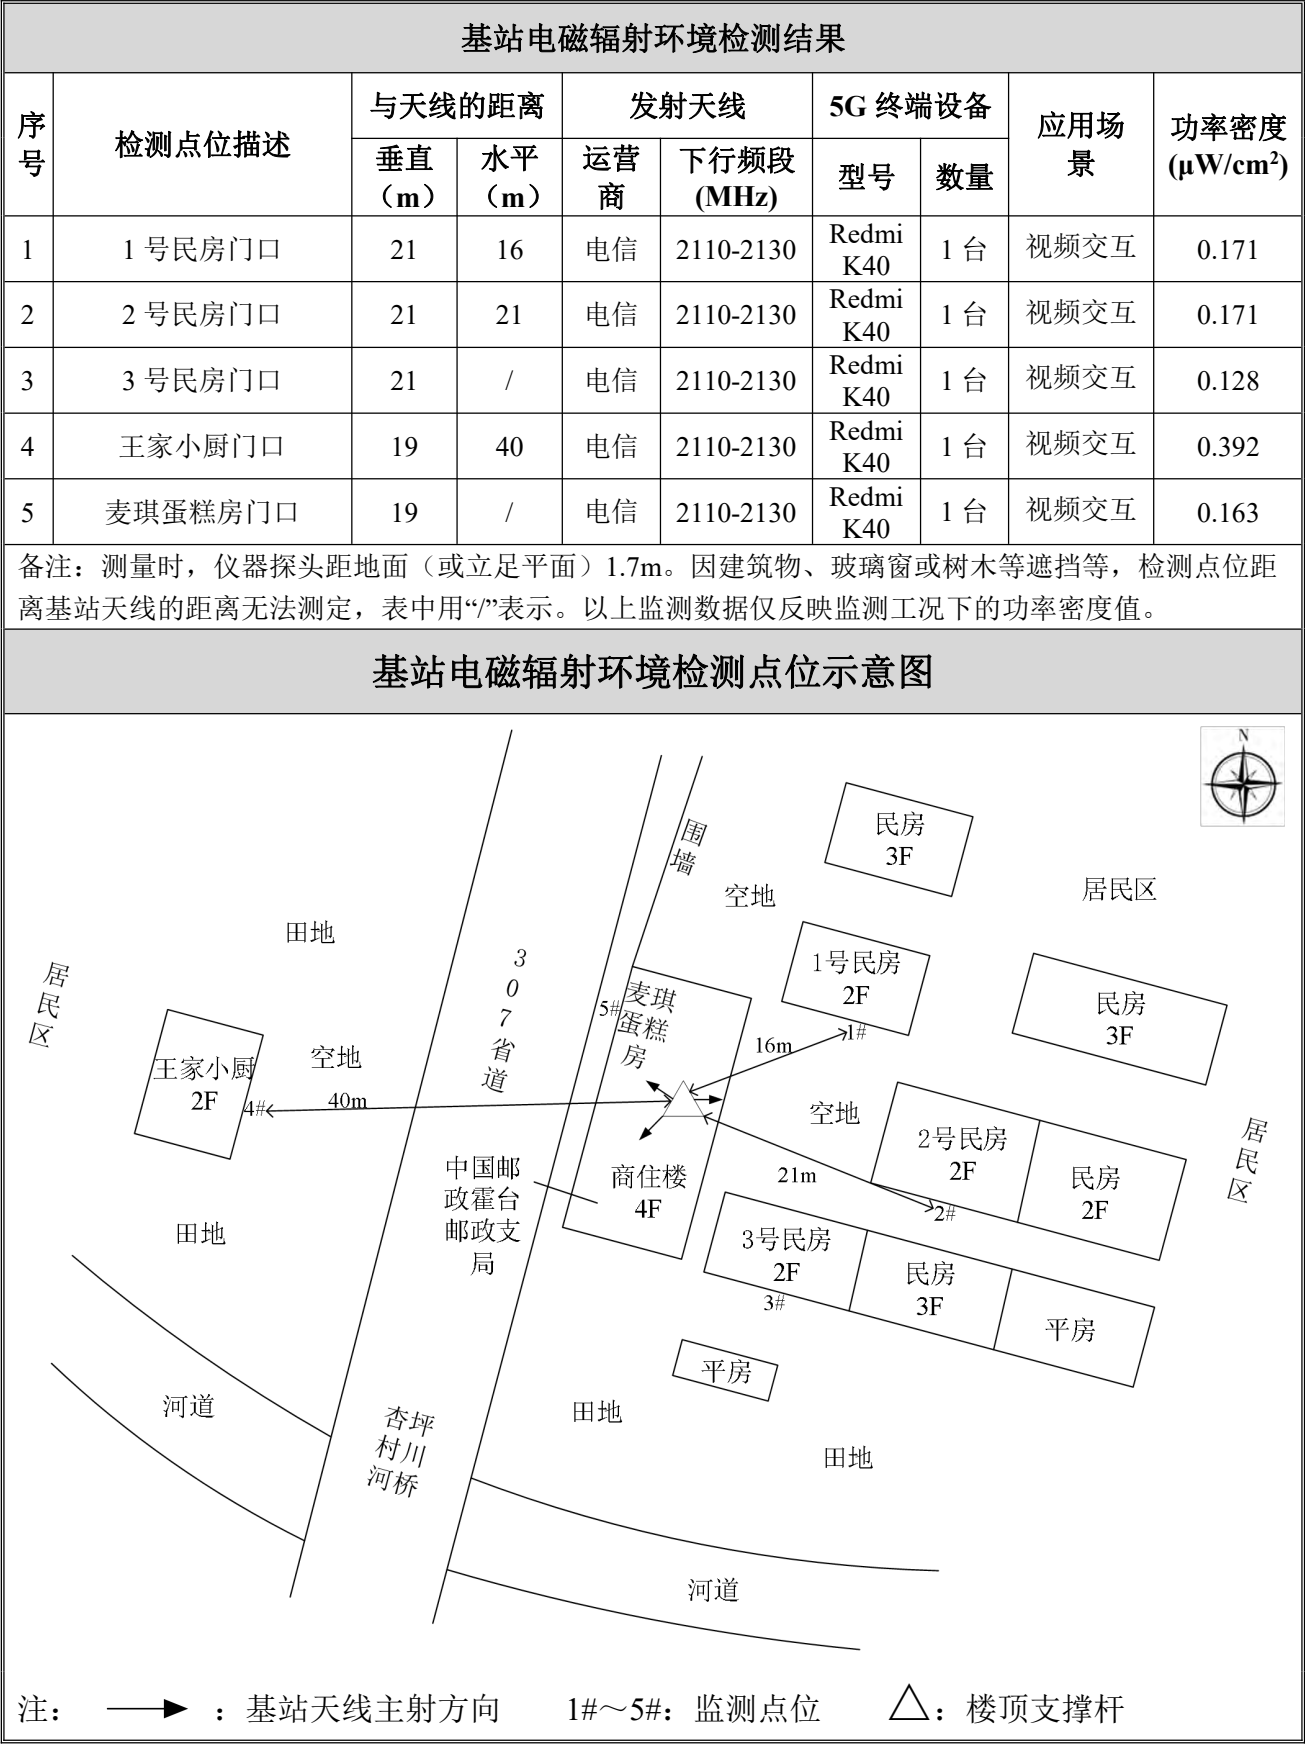 基站电磁辐射环境检测结果
序号 检测点位描述 与天线的距离 发射天线 5G 终端设备 应用场景 功率密度(μW/cm²)
垂直（m） 水平（m） 运营商 下行频段(MHz) 型号 数量
1 1 号民房门口 21 16 电信 2110-2130 Redmi K40 1 台 视频交互 0.171
2 2 号民房门口 21 21 电信 2110-2130 Redmi K40 1 台 视频交互 0.171
3 3 号民房门口 21 / 电信 2110-2130 Redmi K40 1 台 视频交互 0.128
4 王家小厨门口 19 40 电信 2110-2130 Redmi K40 1 台 视频交互 0.392
5 麦琪蛋糕房门口 19 / 电信 2110-2130 Redmi K40 1 台 视频交互 0.163
备注：测量时，仪器探头距地面（或立足平面）1.7m。因建筑物、玻璃窗或树木等遮挡等，检测点位距
离基站天线的距离无法测定，表中用“/”表示。以上监测数据仅反映监测工况下的功率密度值。
基站电磁辐射环境检测点位示意图
N
民房
3F
围墙
空地
居民区
田地
居民区
307省道
1号民房
2F
1#
麦琪
蛋糕
房
5#
民房
3F
16m
王家小厨
2F
4#
空地
40m
空地
2号民房
2F
2#
民房
2F
居民区
21m
中国邮
政霍台
邮政支
局
商住楼
4F
田地
3号民房
2F
3#
民房
3F
平房
平房
河道
杏坪
村川
河桥
田地
田地
河道
注： ：基站天线主射方向 1#～5#：监测点位 ：楼顶支撑杆